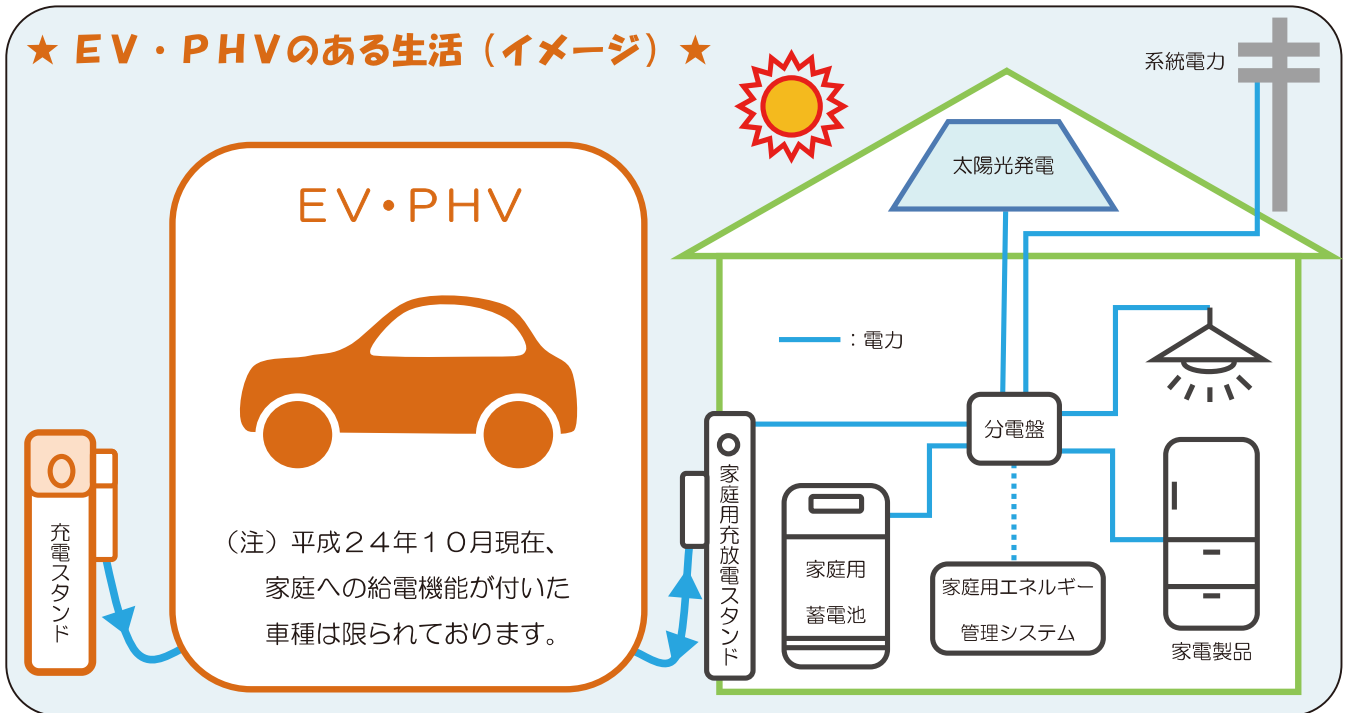 ★ ＥＶ・ＰＨＶのある生活（イメージ）★
系統電力
太陽光発電
ＥＶ・ＰＨＶ
：電力
分電盤
充電スタンド
家庭用充放電スタンド
（注）平成２４年１０月現在、
家庭への給電機能が付いた
車種は限られております。
家庭用
蓄電池
家庭用エネルギー
管理システム
家電製品